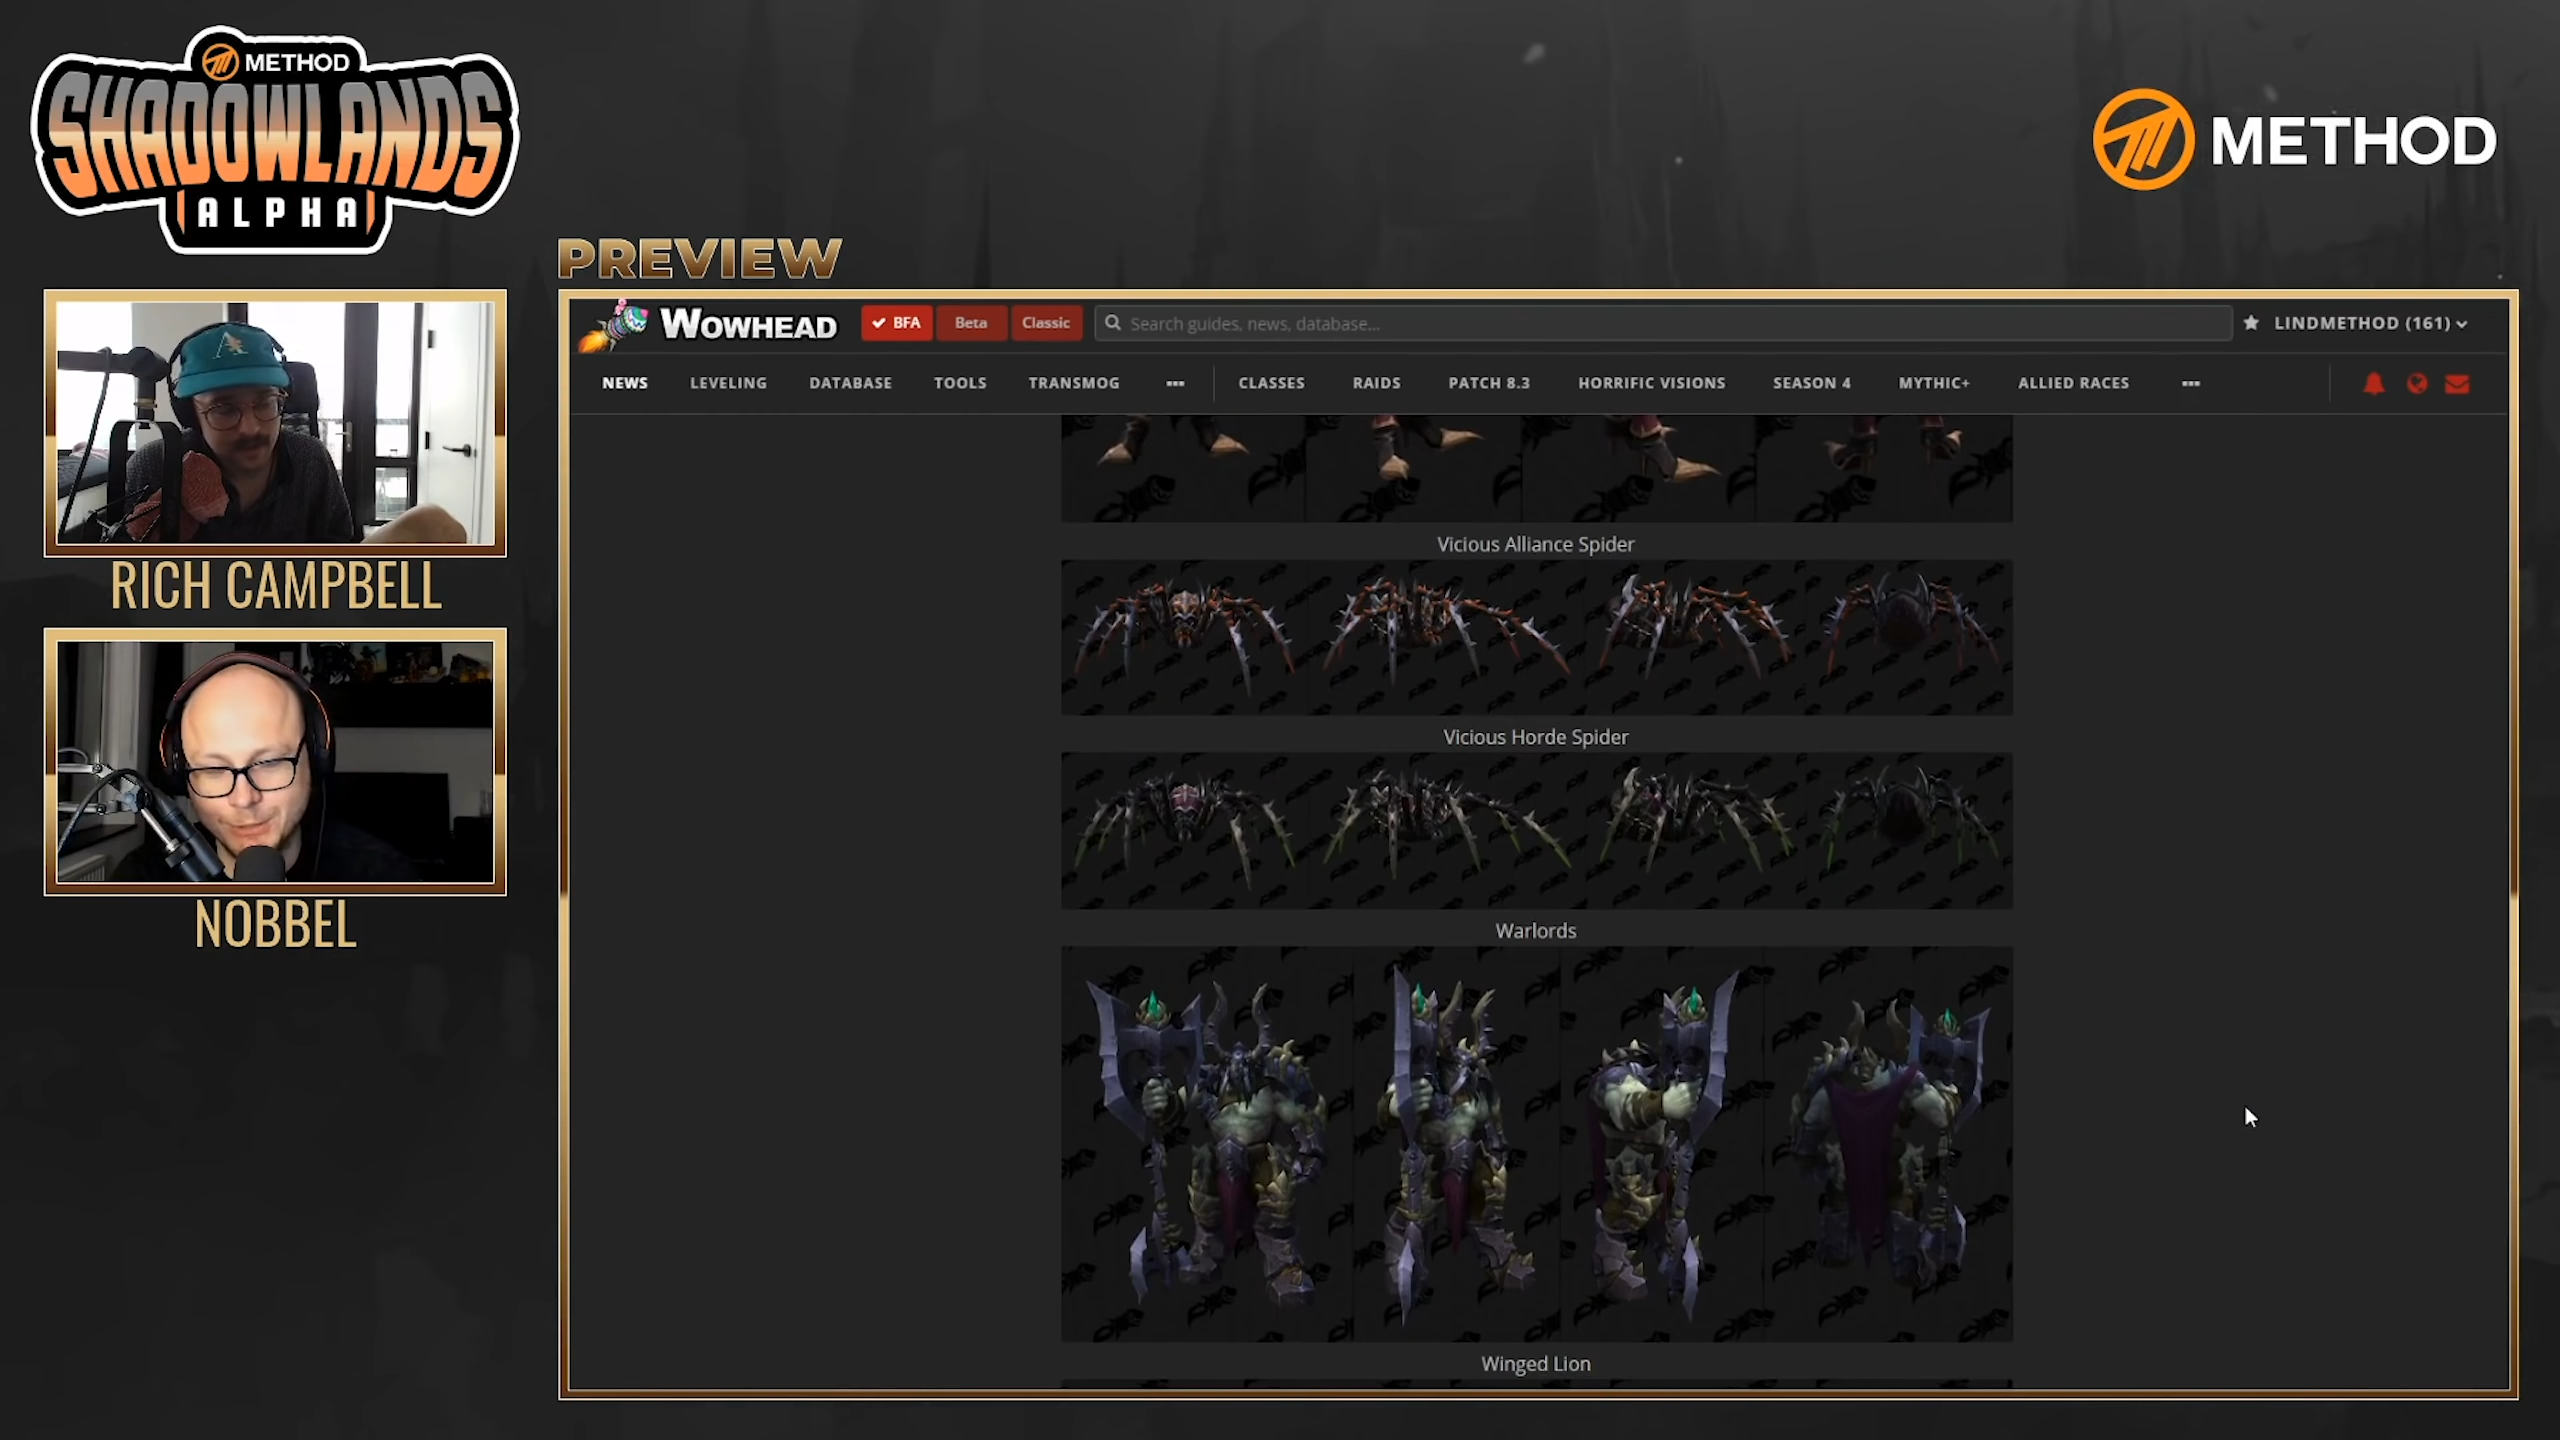 METHOD
SHADOWLANDS
ALPHA
METHOD
PREVIEW
RICH CAMPBELL
NOBBEL
WOWHEAD
BFA
Beta
Classic
Search guides, news, database...
LINDMETHOD (161)
NEWS
LEVELING
DATABASE
TOOLS
TRANSMOG
CLASSES
RAIDS
PATCH 8.3
HORRIFIC VISIONS
SEASON 4
MYTHIC+
ALLIED RACES
Vicious Alliance Spider
Vicious Horde Spider
Warlords
Winged Lion